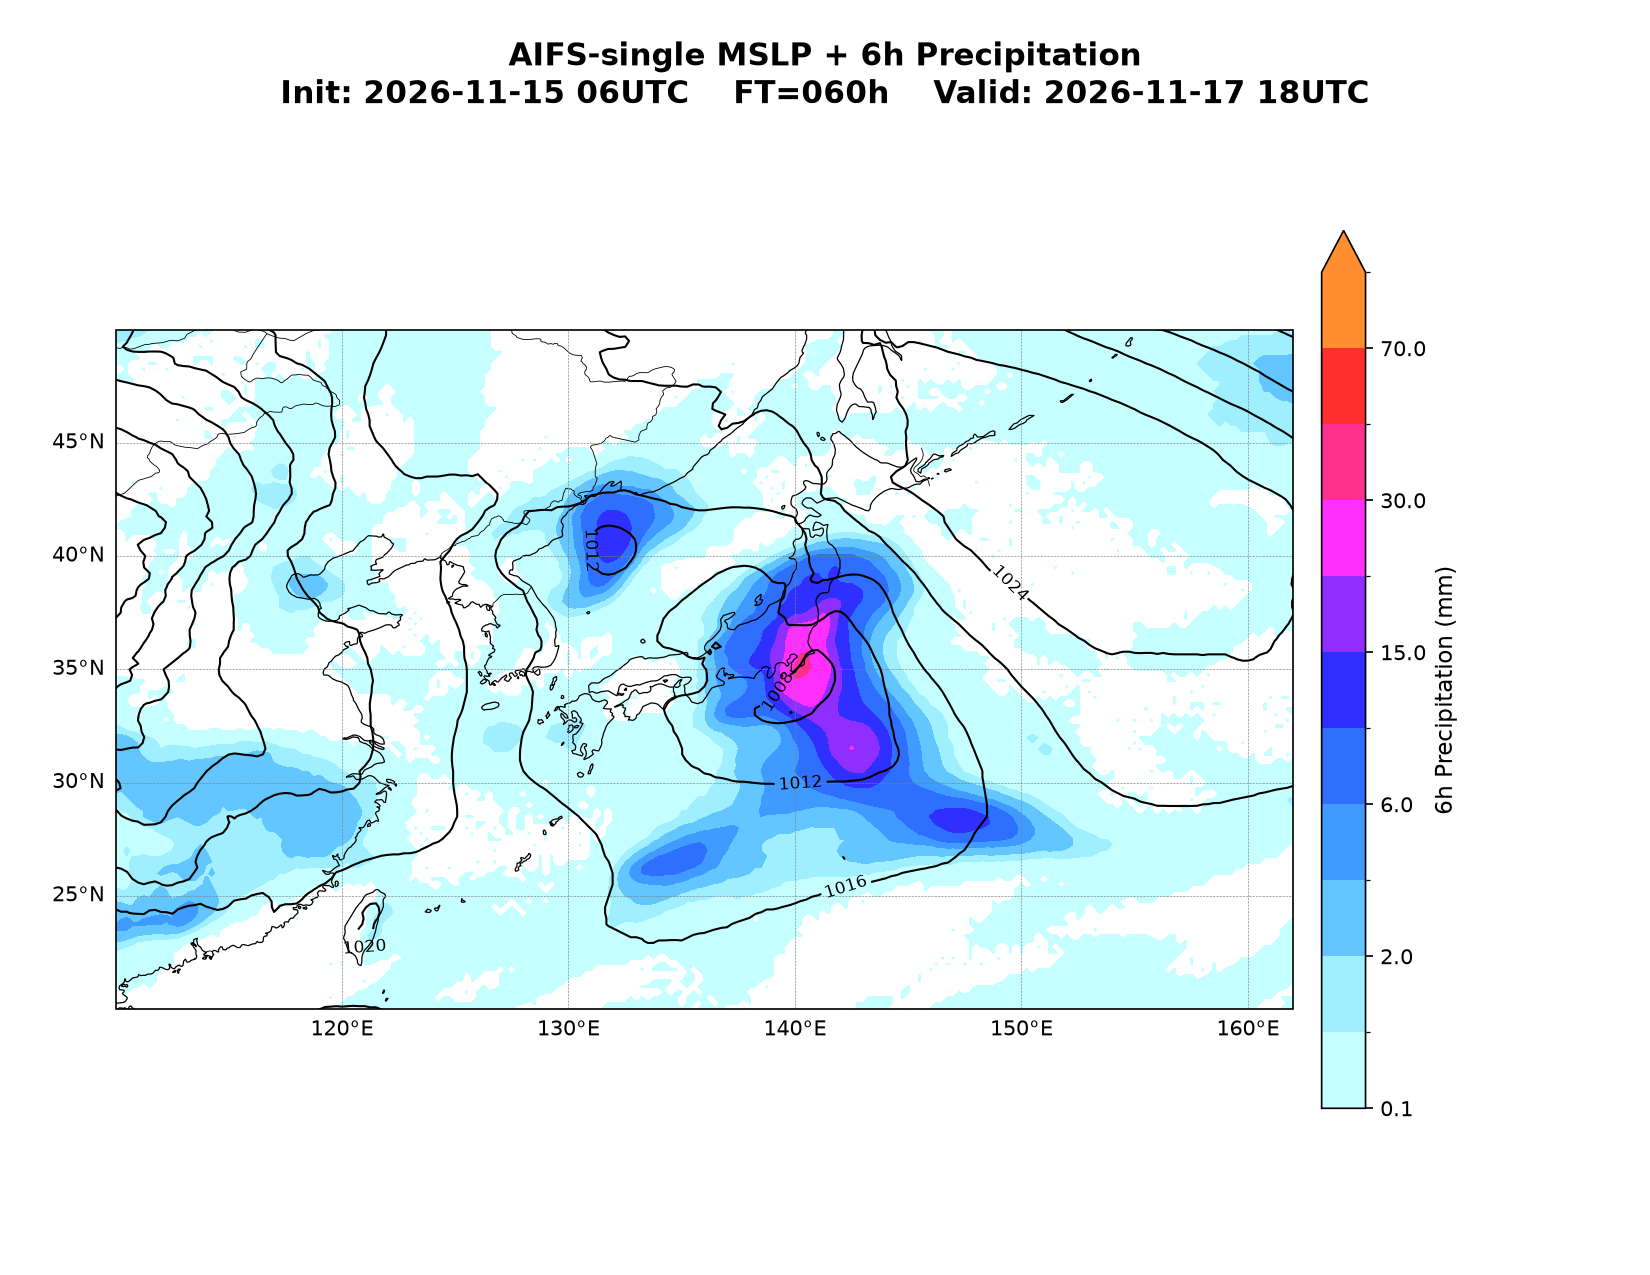 AIFS-single MSLP + 6h Precipitation
Init: 2026-11-15 06UTC    FT=060h    Valid: 2026-11-17 18UTC
45°N
40°N
35°N
30°N
25°N
120°E
130°E
140°E
150°E
160°E
1012
1024
1008
1012
1016
1020
70.0
30.0
15.0
6.0
2.0
0.1
6h Precipitation (mm)